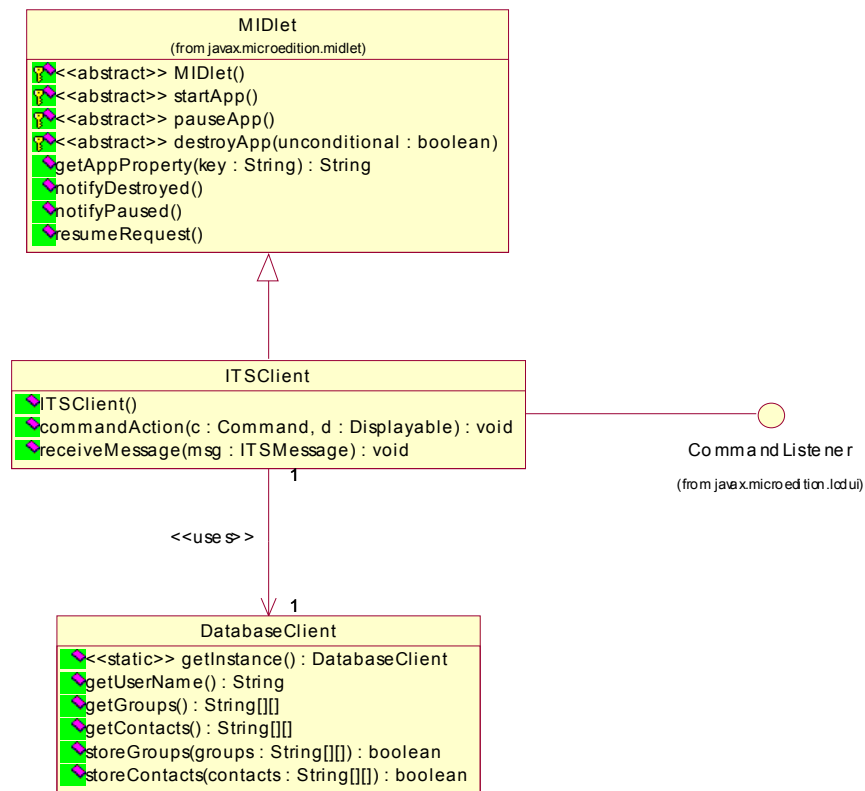 MIDlet
(from javax.microedition.midlet)
<<abstract>> MIDlet()
<<abstract>> startApp()
<<abstract>> pauseApp()
<<abstract>> destroyApp(unconditional : boolean)
getAppProperty(key : String) : String
notifyDestroyed()
notifyPaused()
resumeRequest()
ITSClient
ITSClient()
commandAction(c : Command, d : Displayable) : void
receiveMessage(msg : ITSMessage) : void
CommandListener
(from javax.microedition.lcdui)
1
<<uses>>
1
DatabaseClient
<<static>> getInstance() : DatabaseClient
getUserName() : String
getGroups() : String[][]
getContacts() : String[][]
storeGroups(groups : String[][]) : boolean
storeContacts(contacts : String[][]) : boolean